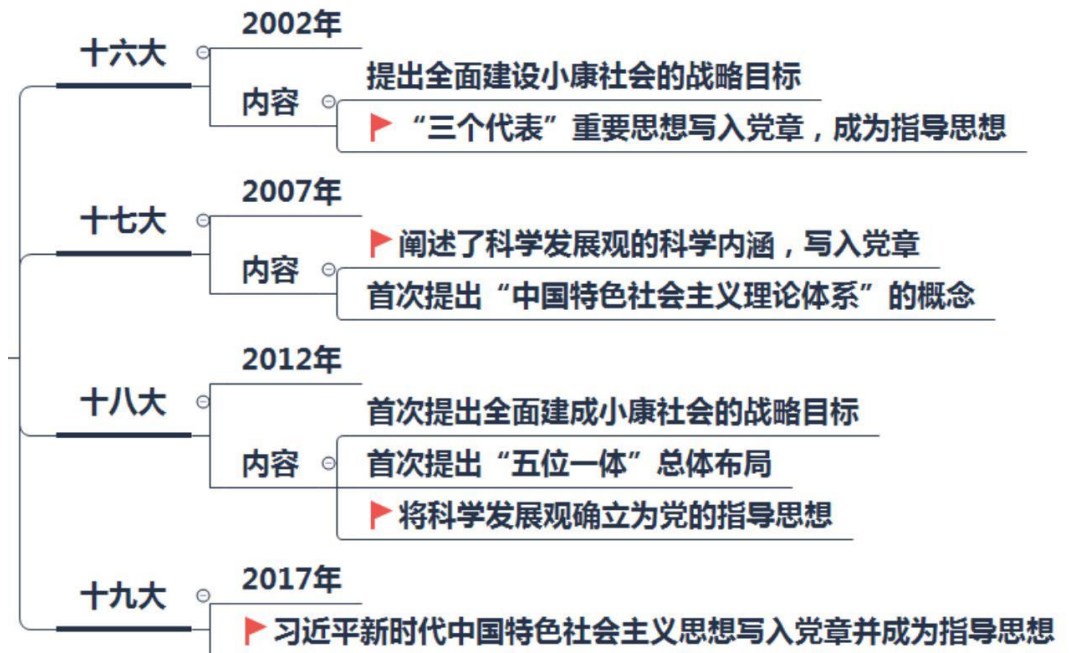 十六大
2002年
内容
提出全面建设小康社会的战略目标
“三个代表”重要思想写入党章，成为指导思想
十七大
2007年
内容
阐述了科学发展观的科学内涵，写入党章
首次提出“中国特色社会主义理论体系”的概念
十八大
2012年
内容
首次提出全面建成小康社会的战略目标
首次提出“五位一体”总体布局
将科学发展观确立为党的指导思想
十九大
2017年
习近平新时代中国特色社会主义思想写入党章并成为指导思想